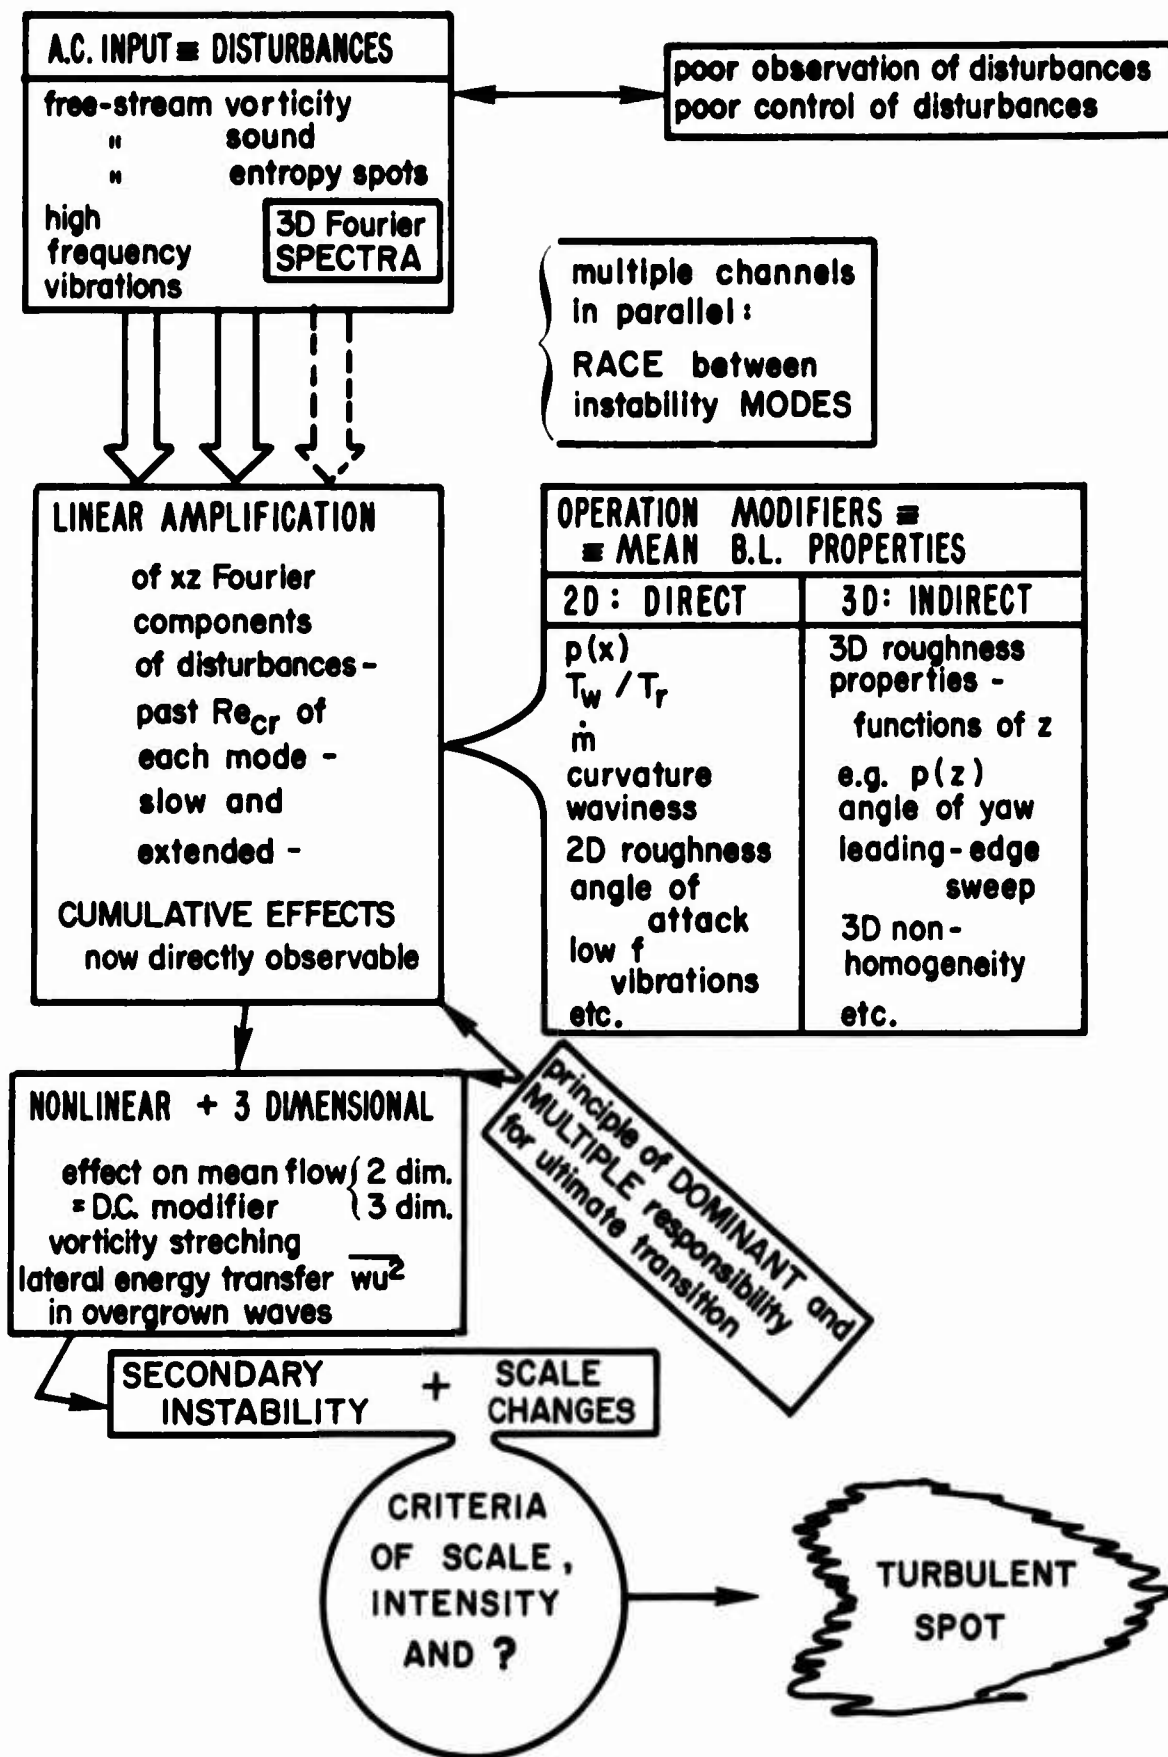 A.C. INPUT ≡ DISTURBANCES
free-stream vorticity
" sound
" entropy spots
high
frequency
vibrations
3D Fourier
SPECTRA
poor observation of disturbances
poor control of disturbances
multiple channels
in parallel:
RACE between
instability MODES
LINEAR AMPLIFICATION
of xz Fourier
components
of disturbances-
past Re_cr of
each mode -
slow and
extended -
CUMULATIVE EFFECTS
now directly observable
OPERATION MODIFIERS ≡
≡ MEAN B.L. PROPERTIES
2D: DIRECT
p(x)
T_w / T_r
ṁ
curvature
waviness
2D roughness
angle of
attack
low f
vibrations
etc.
3D: INDIRECT
3D roughness
properties -
functions of z
e.g. p(z)
angle of yaw
leading-edge
sweep
3D non-
homogeneity
etc.
principle of DOMINANT and
MULTIPLE responsibility
for ultimate transition
NONLINEAR + 3 DIMENSIONAL
effect on mean flow { 2 dim.
= D.C. modifier { 3 dim.
vorticity streching
lateral energy transfer w̅u̅²̅
in overgrown waves
SECONDARY
INSTABILITY
+
SCALE
CHANGES
CRITERIA
OF SCALE,
INTENSITY
AND ?
TURBULENT
SPOT